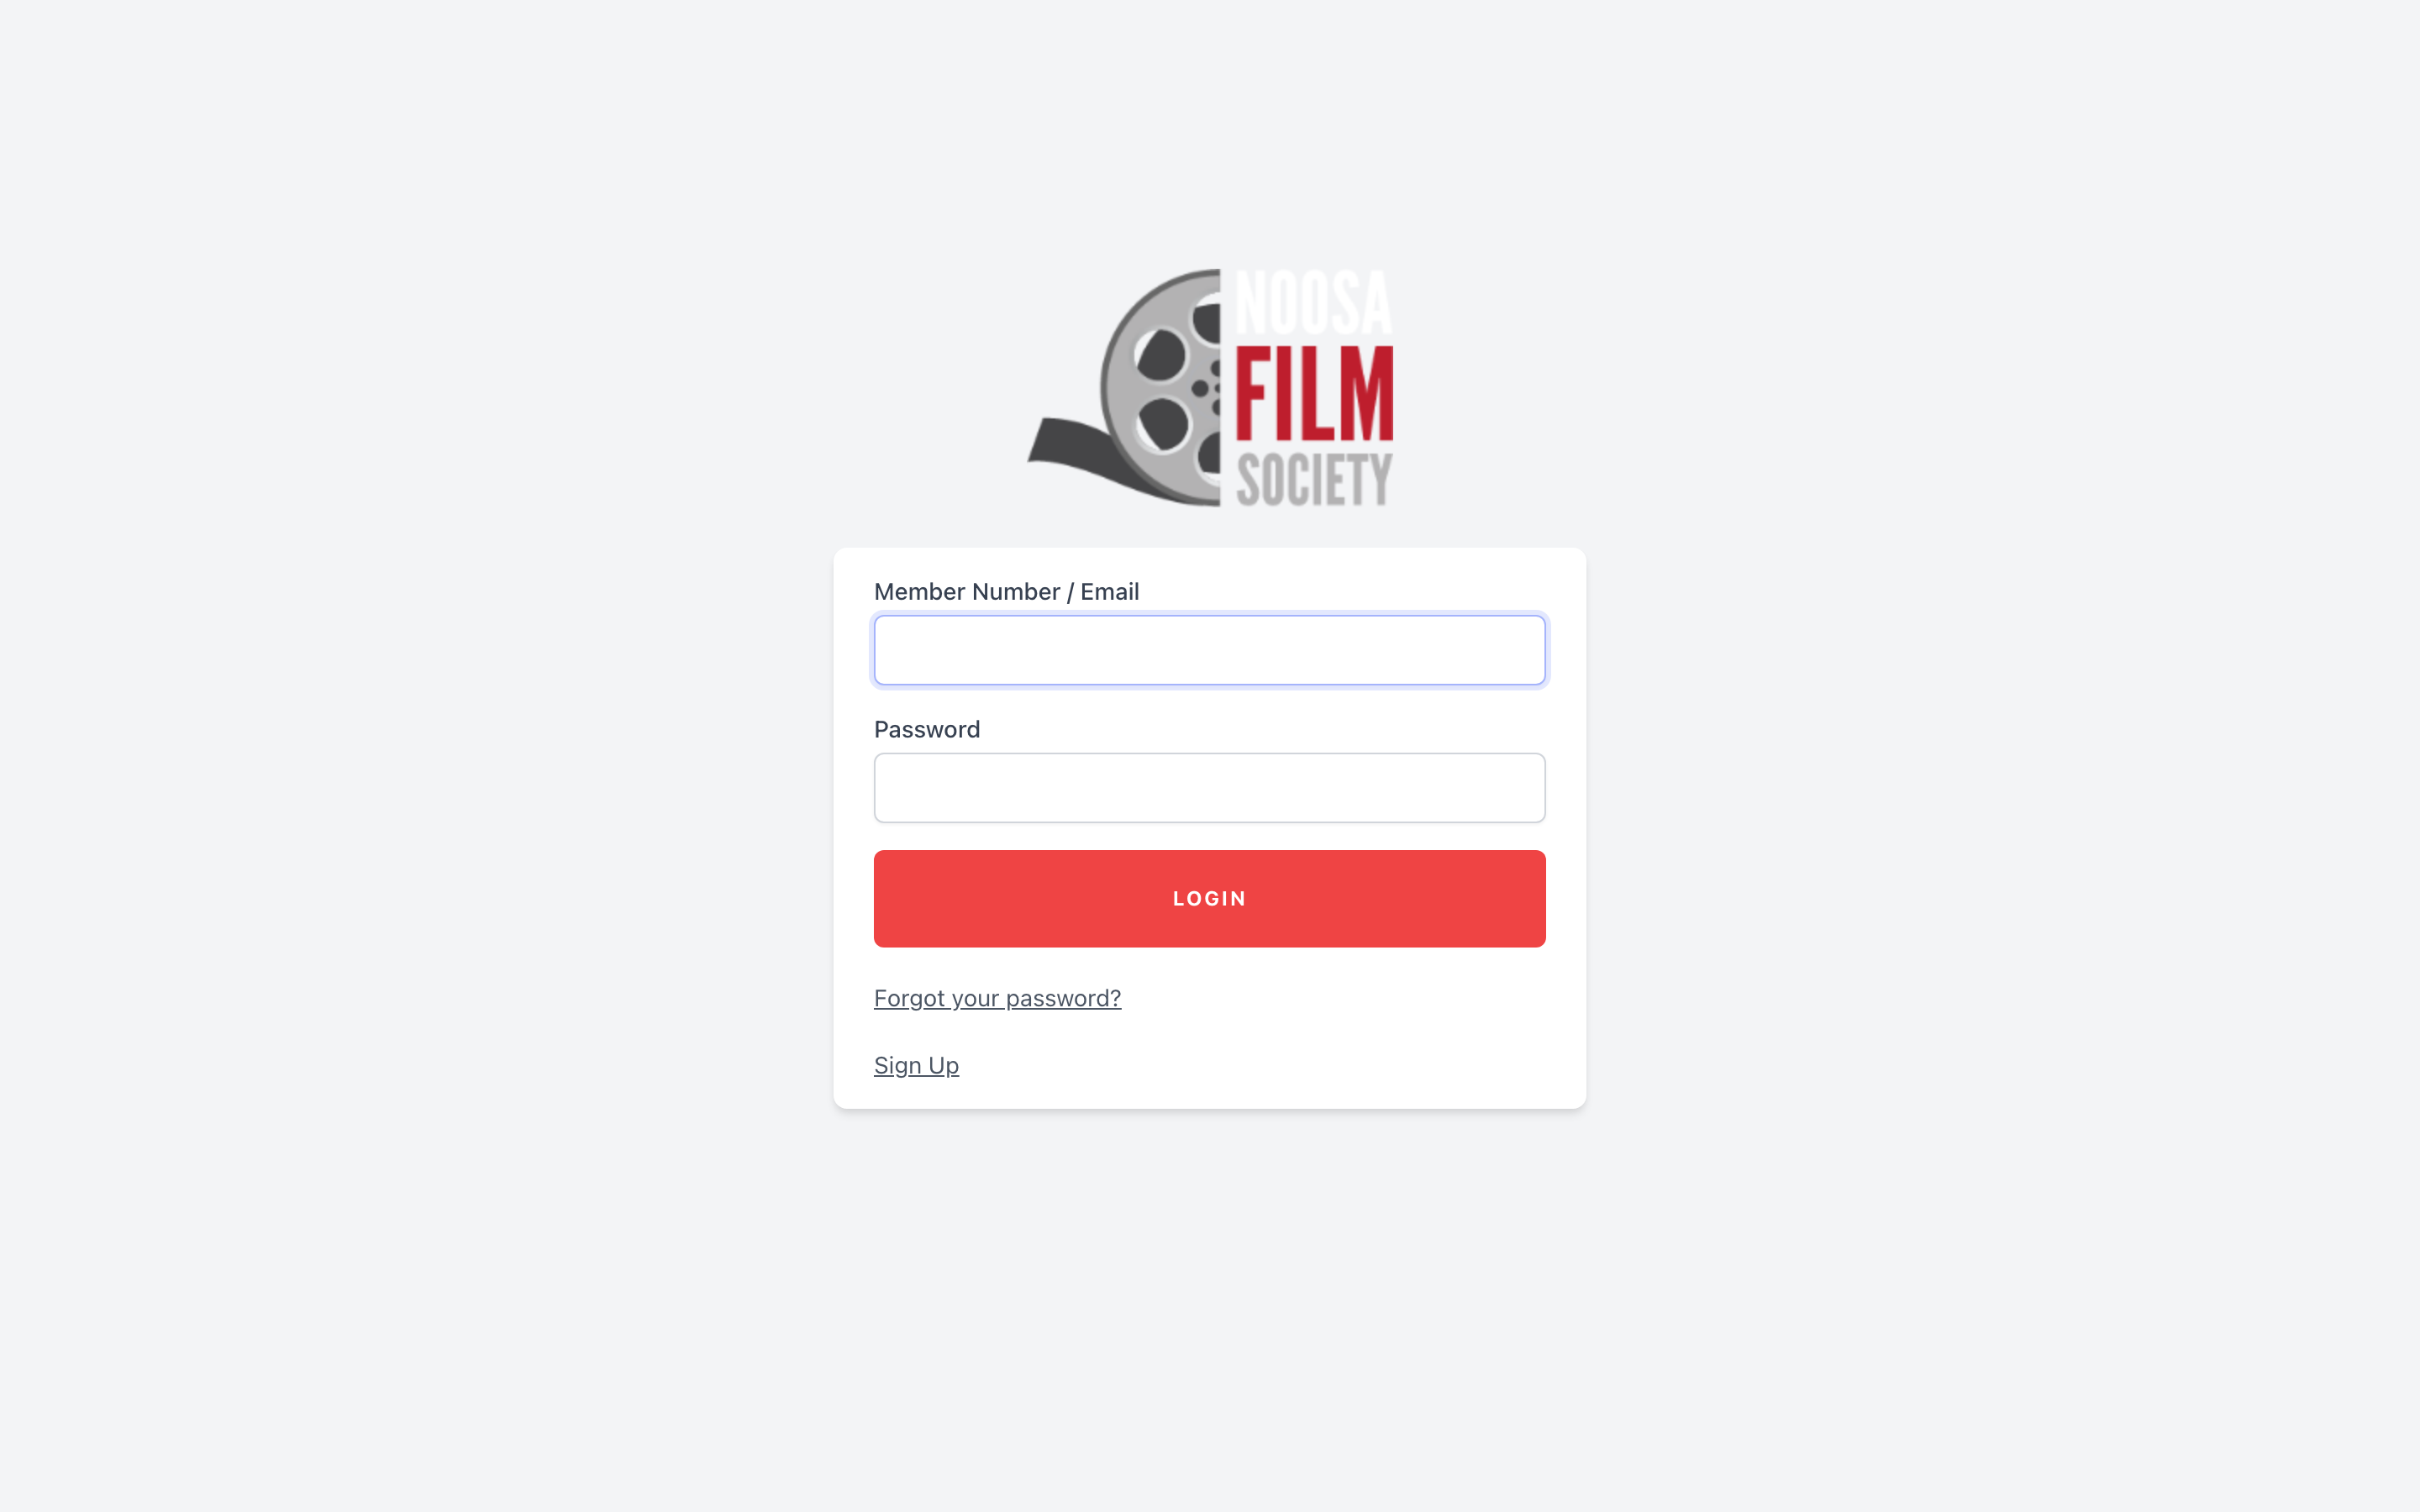 NOOSA
FILM
SOCIETY
Member Number / Email
Password
LOGIN
Forgot your password?
Sign Up